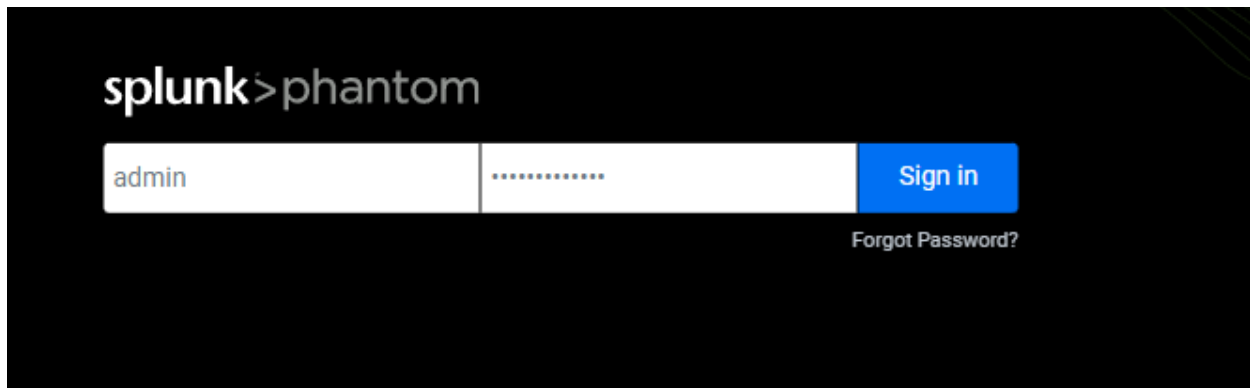 splunk>phantom
admin ••••••••••••• Sign in
Forgot Password?